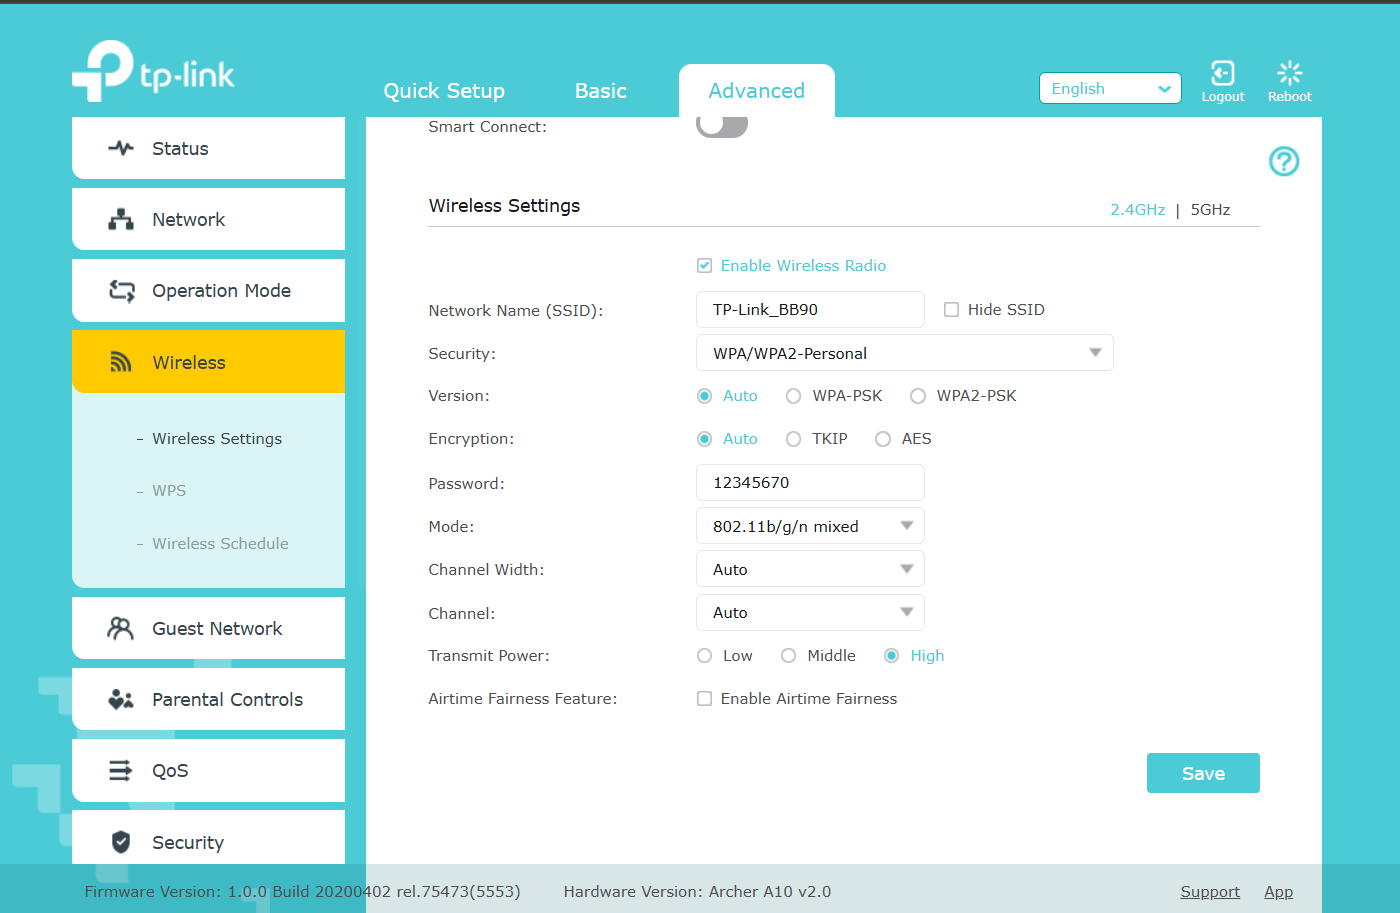 tp-link
Quick Setup
Basic
Advanced
English
Logout
Reboot
Status
Network
Operation Mode
Wireless
- Wireless Settings
- WPS
- Wireless Schedule
Guest Network
Parental Controls
QoS
Security
Smart Connect:
?
Wireless Settings
2.4GHz | 5GHz
Enable Wireless Radio
Network Name (SSID): TP-Link_BB90 Hide SSID
Security: WPA/WPA2-Personal
Version: Auto WPA-PSK WPA2-PSK
Encryption: Auto TKIP AES
Password: 12345670
Mode: 802.11b/g/n mixed
Channel Width: Auto
Channel: Auto
Transmit Power: Low Middle High
Airtime Fairness Feature: Enable Airtime Fairness
Save
Firmware Version: 1.0.0 Build 20200402 rel.75473(5553) Hardware Version: Archer A10 v2.0 Support App